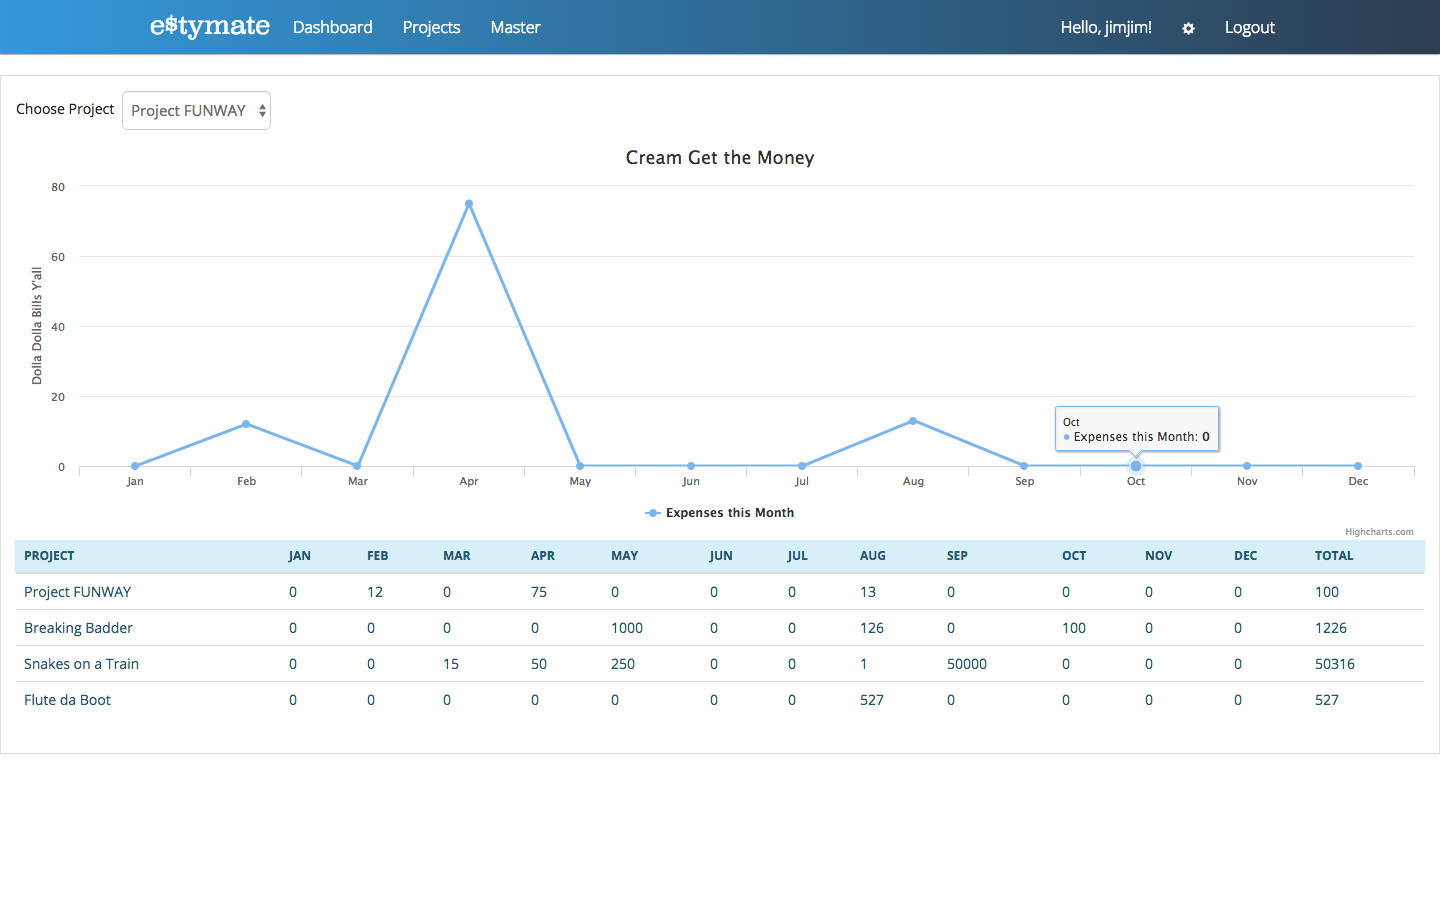 e$tymate Dashboard Projects Master Hello, jimjim! Logout
Choose Project Project FUNWAY
Cream Get the Money
80
60
40
20
0
Dolla Dolla Bills Y'all
Oct
Expenses this Month: 0
Jan Feb Mar Apr May Jun Jul Aug Sep Oct Nov Dec
Expenses this Month
Highcharts.com
PROJECT JAN FEB MAR APR MAY JUN JUL AUG SEP OCT NOV DEC TOTAL
Project FUNWAY 0 12 0 75 0 0 0 13 0 0 0 0 100
Breaking Badder 0 0 0 0 1000 0 0 126 0 100 0 0 1226
Snakes on a Train 0 0 15 50 250 0 0 1 50000 0 0 0 50316
Flute da Boot 0 0 0 0 0 0 0 527 0 0 0 0 527